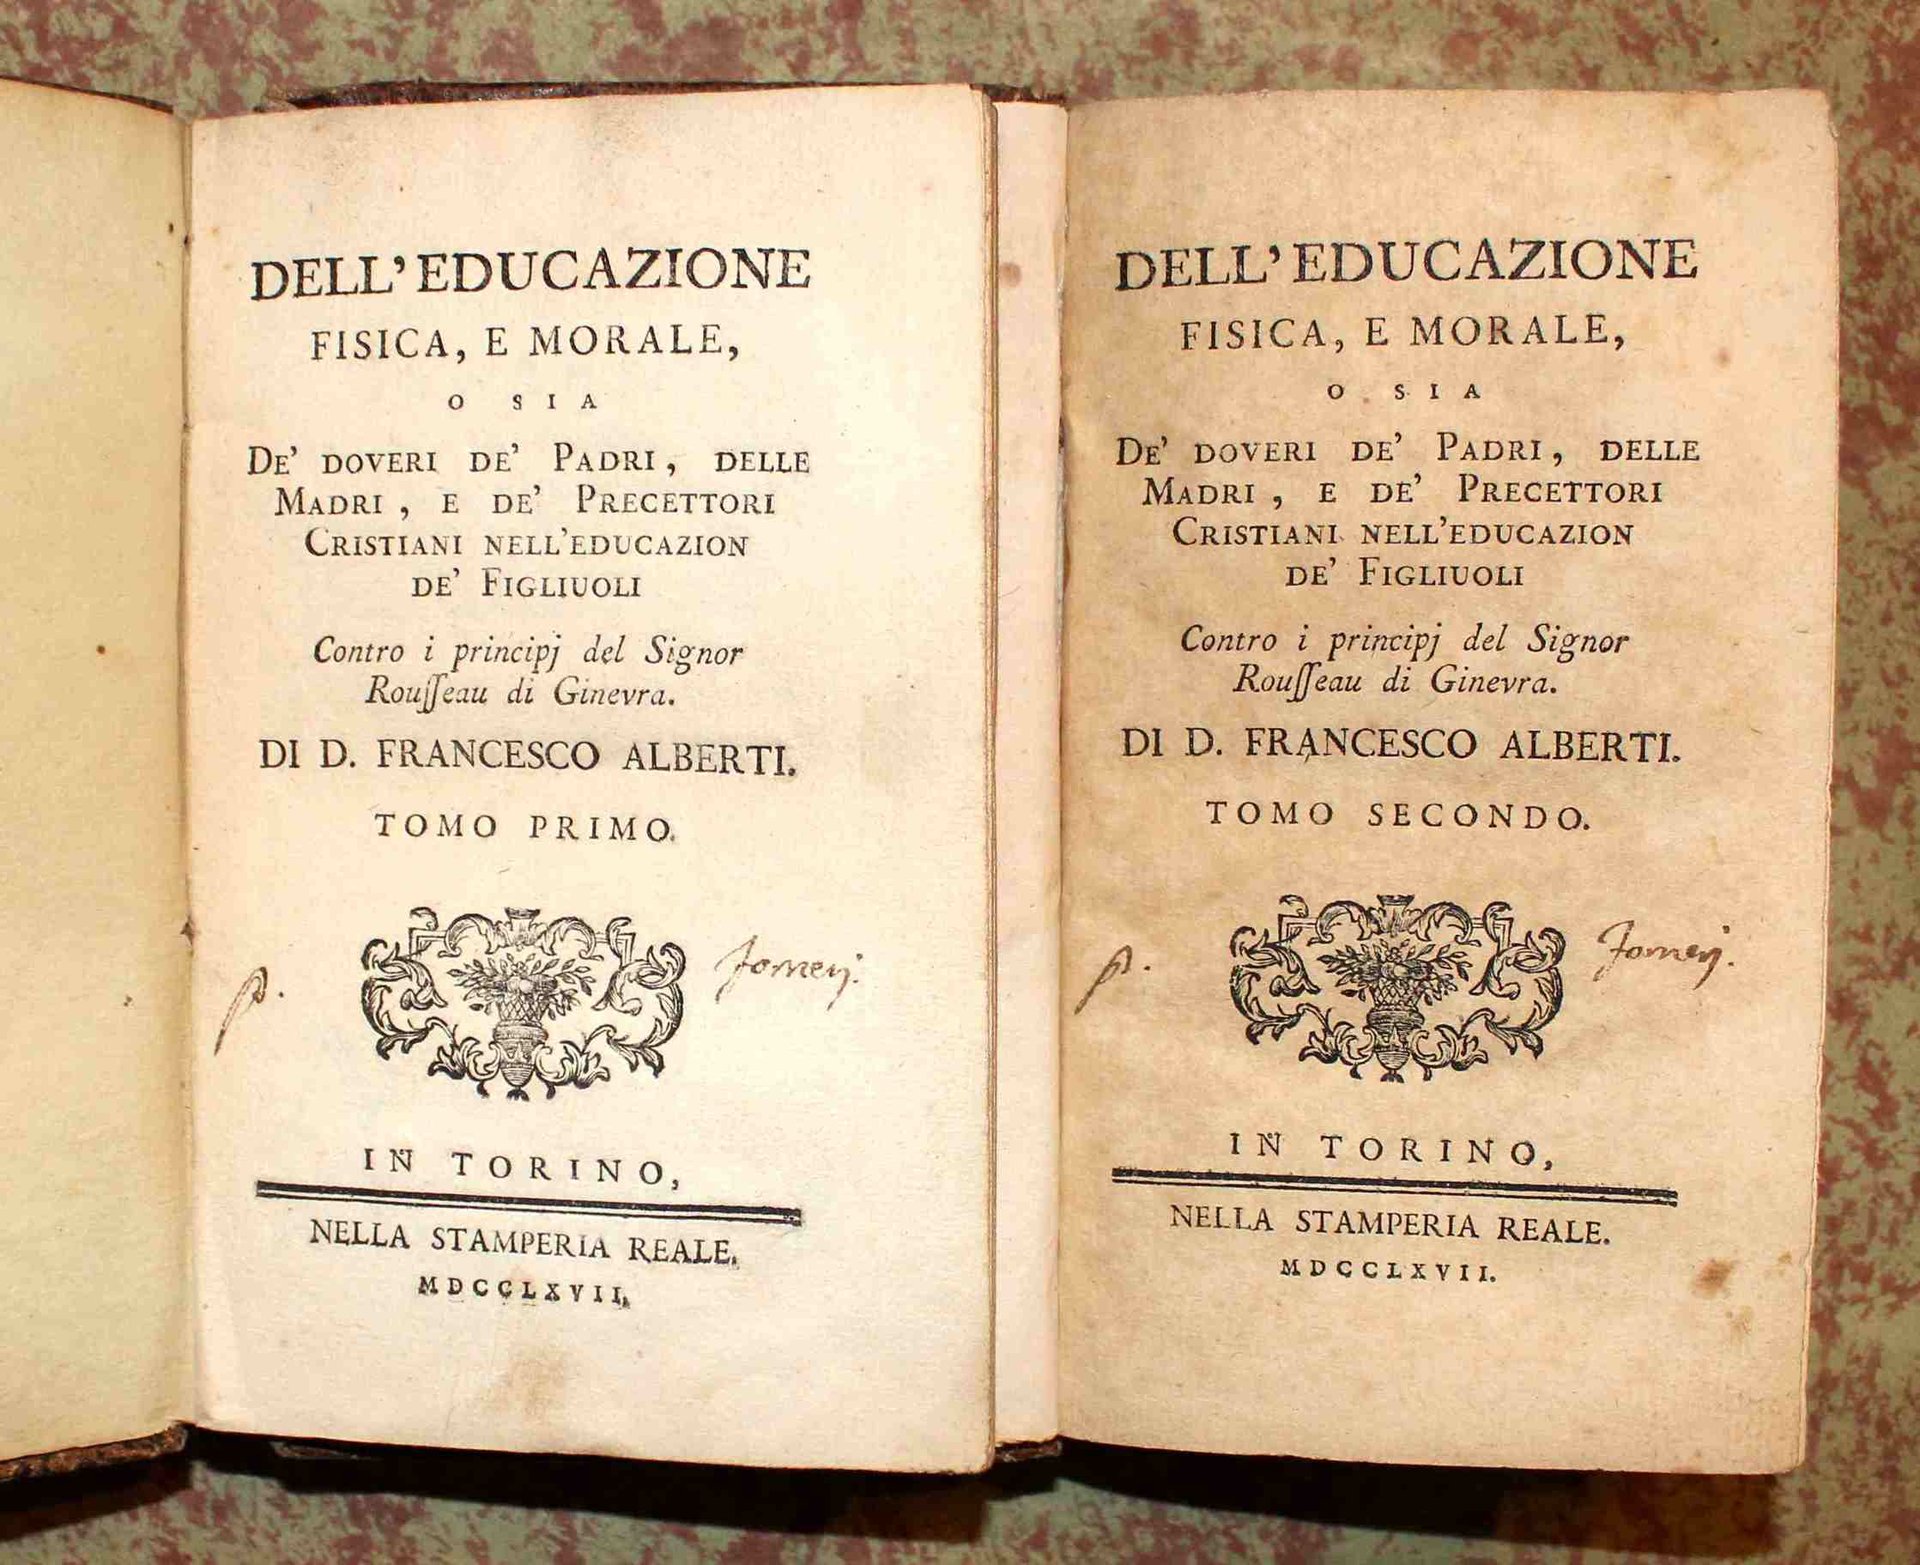 DELL'EDUCAZIONE
FISICA, E MORALE,
O SIA
DE' DOVERI DE' PADRI, DELLE
MADRI, E DE' PRECETTORI
CRISTIANI NELL'EDUCAZION
DE' FIGLIUOLI
Contro i principj del Signor
Rouſſeau di Ginevra.
DI D. FRANCESCO ALBERTI.
TOMO PRIMO.
IN TORINO,
NELLA STAMPERIA REALE.
MDCCLXVII.
DELL'EDUCAZIONE
FISICA, E MORALE,
O SIA
DE' DOVERI DE' PADRI, DELLE
MADRI, E DE' PRECETTORI
CRISTIANI NELL'EDUCAZION
DE' FIGLIUOLI
Contro i principj del Signor
Rouſſeau di Ginevra.
DI D. FRANCESCO ALBERTI.
TOMO SECONDO.
IN TORINO,
NELLA STAMPERIA REALE.
MDCCLXVII.